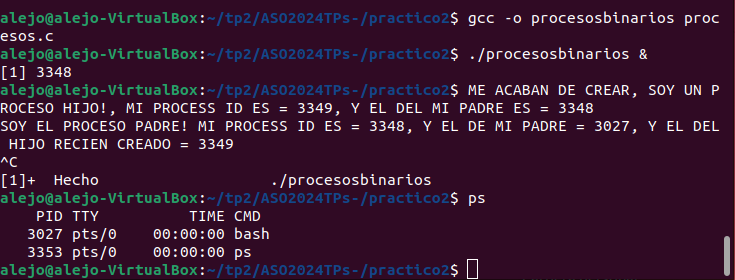 alejo@alejo-VirtualBox:~/tp2/ASO2024TPs-/practico2$ gcc -o procesosbinarios proc
esos.c
alejo@alejo-VirtualBox:~/tp2/ASO2024TPs-/practico2$ ./procesosbinarios &
[1] 3348
alejo@alejo-VirtualBox:~/tp2/ASO2024TPs-/practico2$ ME ACABAN DE CREAR, SOY UN P
ROCESO HIJO!, MI PROCESS ID ES = 3349, Y EL DEL MI PADRE ES = 3348
SOY EL PROCESO PADRE! MI PROCESS ID ES = 3348, Y EL DE MI PADRE = 3027, Y EL DEL
 HIJO RECIEN CREADO = 3349
^C
[1]+  Hecho                   ./procesosbinarios
alejo@alejo-VirtualBox:~/tp2/ASO2024TPs-/practico2$ ps
    PID TTY          TIME CMD
   3027 pts/0    00:00:00 bash
   3353 pts/0    00:00:00 ps
alejo@alejo-VirtualBox:~/tp2/ASO2024TPs-/practico2$